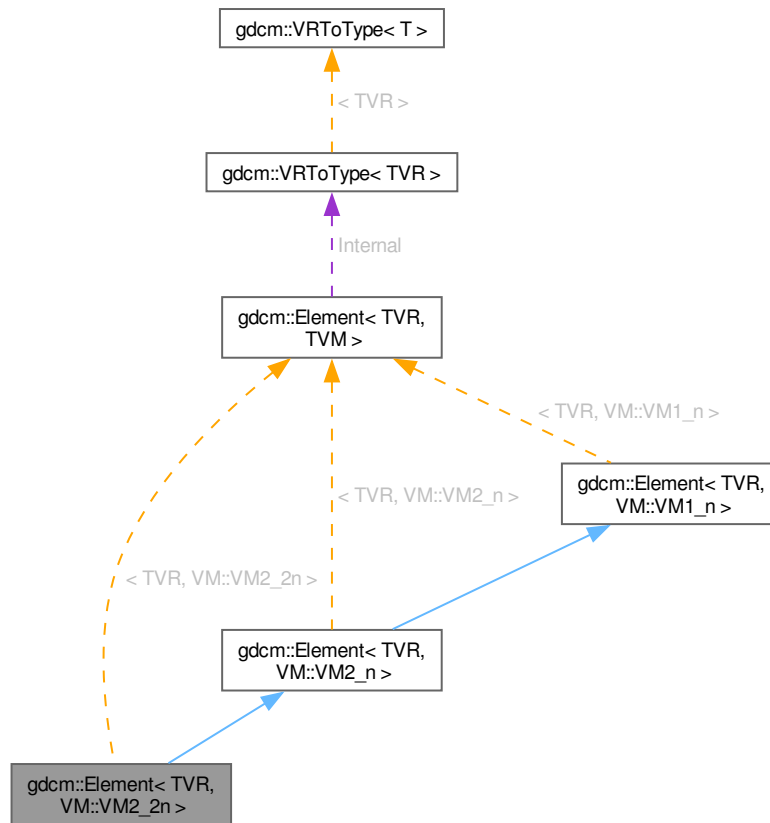 gdcm::VRToType< T >
< TVR >
gdcm::VRToType< TVR >
Internal
gdcm::Element< TVR,
TVM >
< TVR, VM::VM1_n >
gdcm::Element< TVR,
VM::VM1_n >
< TVR, VM::VM2_n >
< TVR, VM::VM2_2n >
gdcm::Element< TVR,
VM::VM2_n >
gdcm::Element< TVR,
VM::VM2_2n >